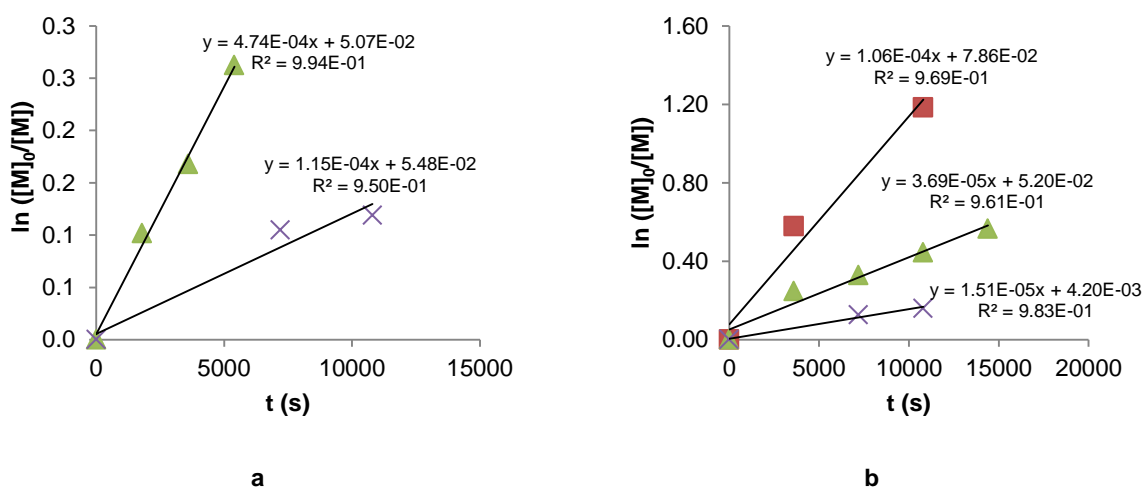 0.3
0.3
0.2
0.2
0.1
0.1
0.0
ln ([M]₀/[M])
y = 4.74E-04x + 5.07E-02
R² = 9.94E-01
y = 1.15E-04x + 5.48E-02
R² = 9.50E-01
0 5000 10000 15000
t (s)
a
1.60
1.20
0.80
0.40
0.00
ln ([M]₀/[M])
y = 1.06E-04x + 7.86E-02
R² = 9.69E-01
y = 3.69E-05x + 5.20E-02
R² = 9.61E-01
y = 1.51E-05x + 4.20E-03
R² = 9.83E-01
0 5000 10000 15000 20000
t (s)
b